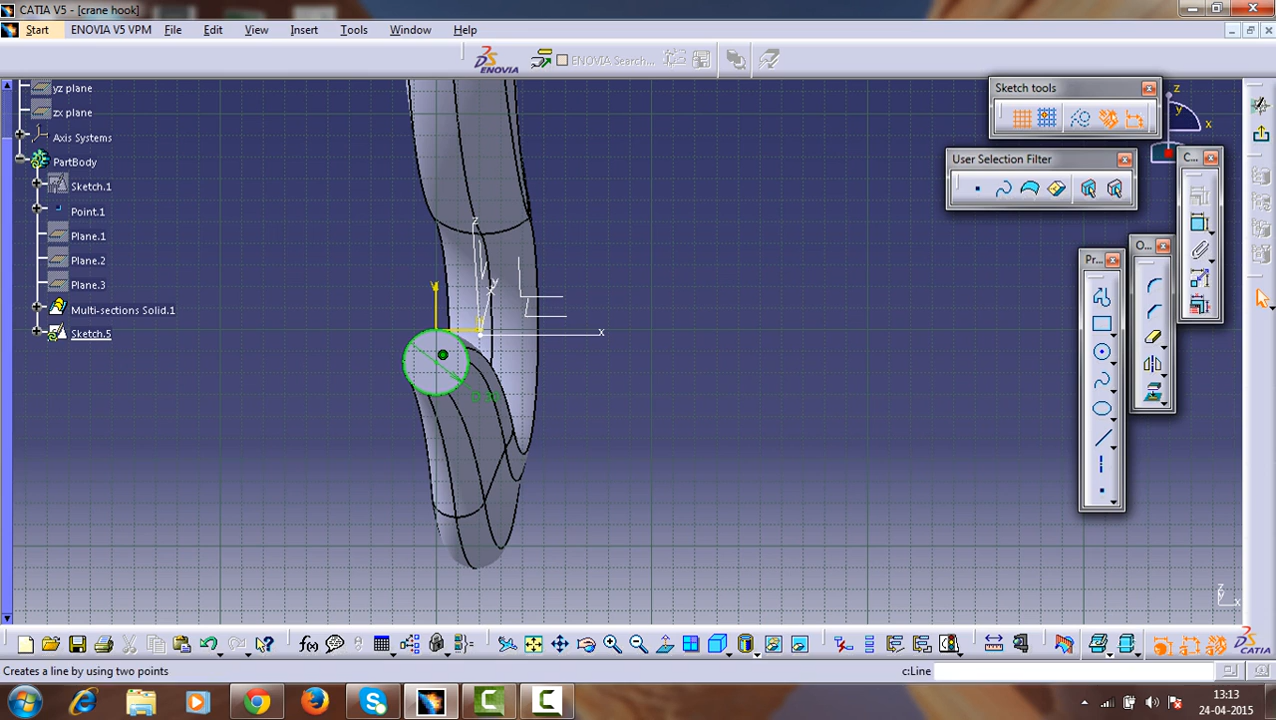 CATIA V5 - [crane hook]
Start
ENOVIA V5 VPM
File
Edit
View
Insert
Tools
Window
Help
ENOVIA
ENOVIA Search...
Sketch tools
User Selection Filter
C...
O...
Pr...
yz plane
zx plane
Axis Systems
PartBody
Sketch.1
Point.1
Plane.1
Plane.2
Plane.3
Multi-sections Solid.1
Sketch.5
z
y
x
z
y
x
f(x)
CATIA
Creates a line by using two points
c:Line
13:13
24-04-2015